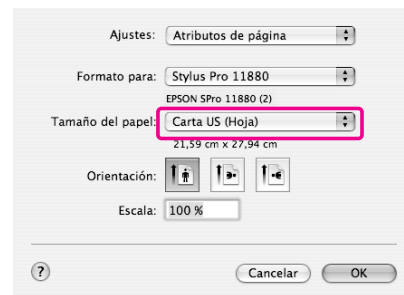 Ajustes: Atributos de página
Formato para: Stylus Pro 11880
EPSON SPro 11880 (2)
Tamaño del papel: Carta US (Hoja)
21,59 cm x 27,94 cm
Orientación:
Escala: 100 %
? Cancelar OK